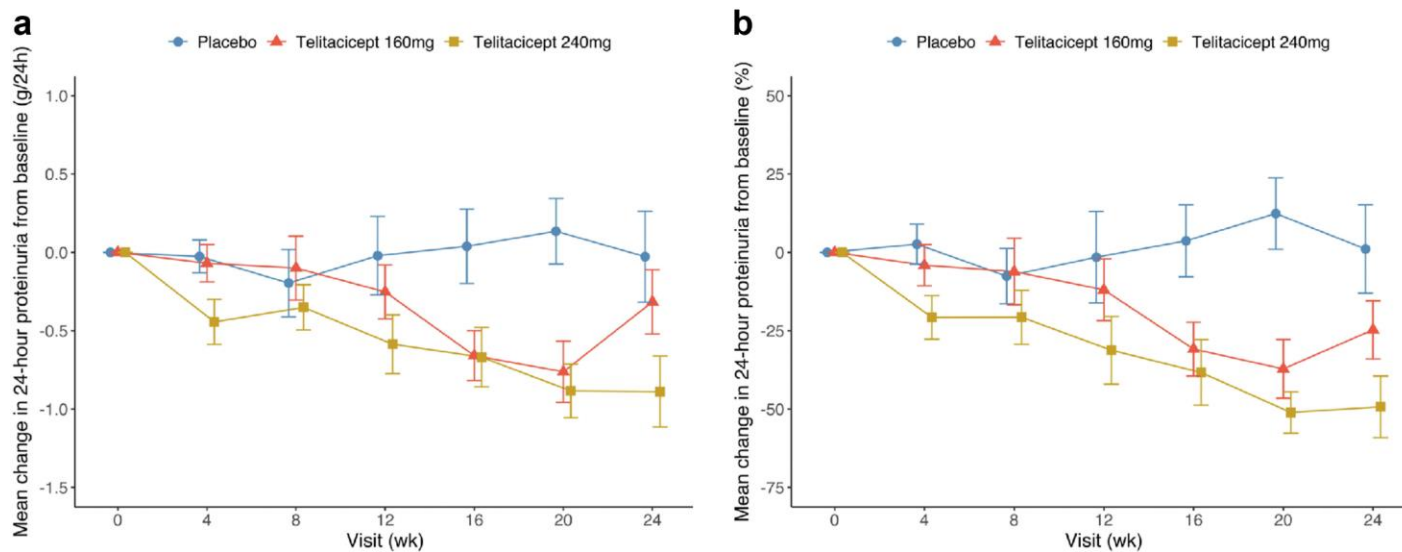 a
Placebo Telitacicept 160mg Telitacicept 240mg
Mean change in 24-hour proteinuria from baseline (g/24h)
1.0
0.5
0.0
-0.5
-1.0
-1.5
0 4 8 12 16 20 24
Visit (wk)
b
Placebo Telitacicept 160mg Telitacicept 240mg
Mean change in 24-hour proteinuria from baseline (%)
50
25
0
-25
-50
-75
0 4 8 12 16 20 24
Visit (wk)